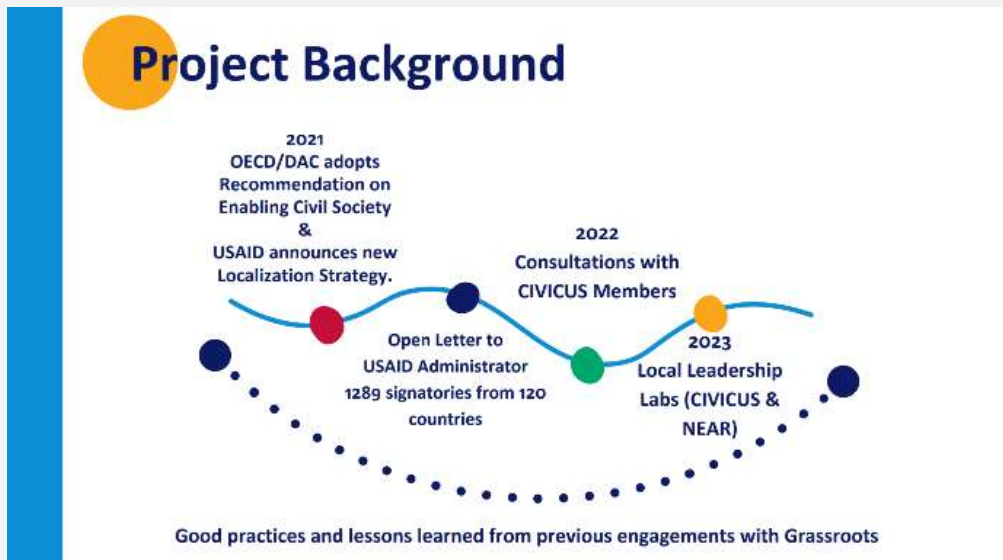 Project Background
2021
OECD/DAC adopts
Recommendation on
Enabling Civil Society
&
USAID announces new
Localization Strategy.
Open Letter to
USAID Administrator
1289 signatories from 120
countries
2022
Consultations with
CIVICUS Members
2023
Local Leadership
Labs (CIVICUS &
NEAR)
Good practices and lessons learned from previous engagements with Grassroots